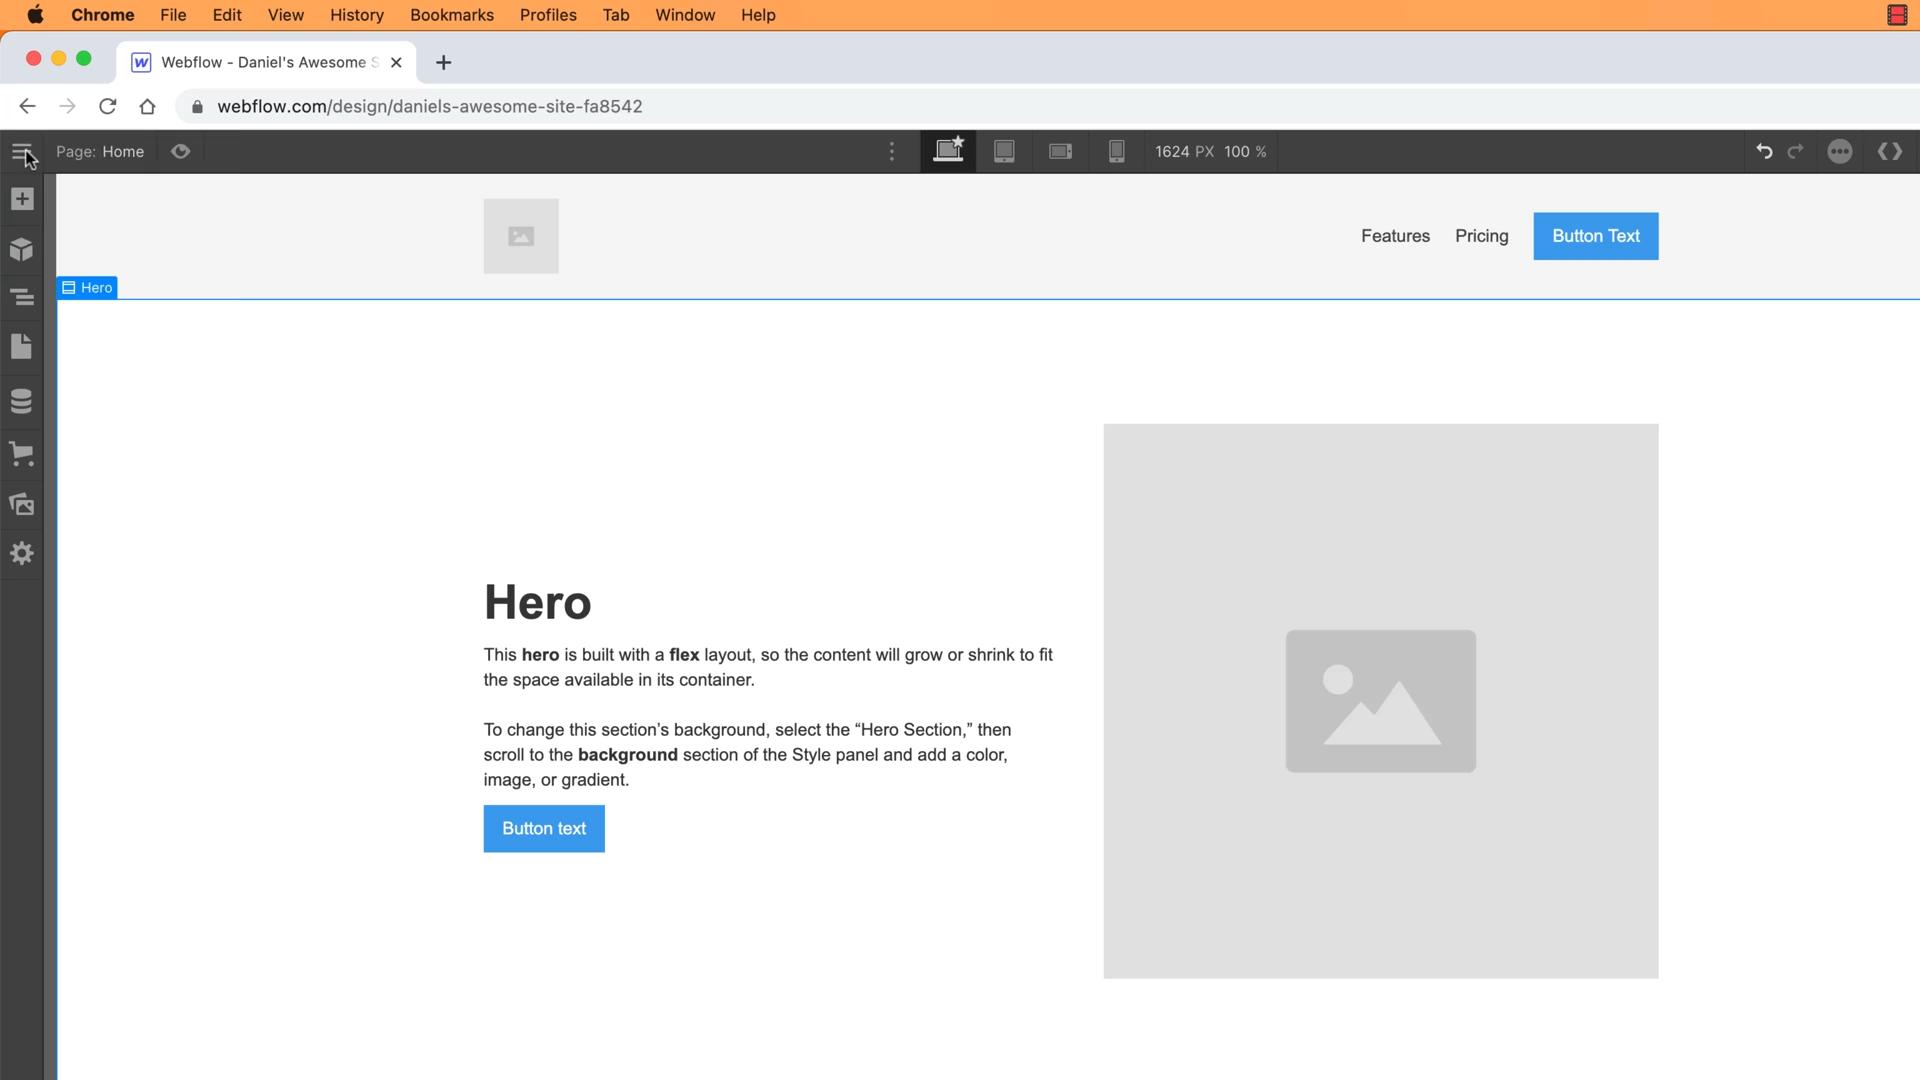 Chrome File Edit View History Bookmarks Profiles Tab Window Help
Webflow - Daniel's Awesome S
webflow.com/design/daniels-awesome-site-fa8542
Page: Home
1624 PX 100 %
Features Pricing Button Text
Hero
Hero
This hero is built with a flex layout, so the content will grow or shrink to fit
the space available in its container.
To change this section's background, select the “Hero Section,” then
scroll to the background section of the Style panel and add a color,
image, or gradient.
Button text